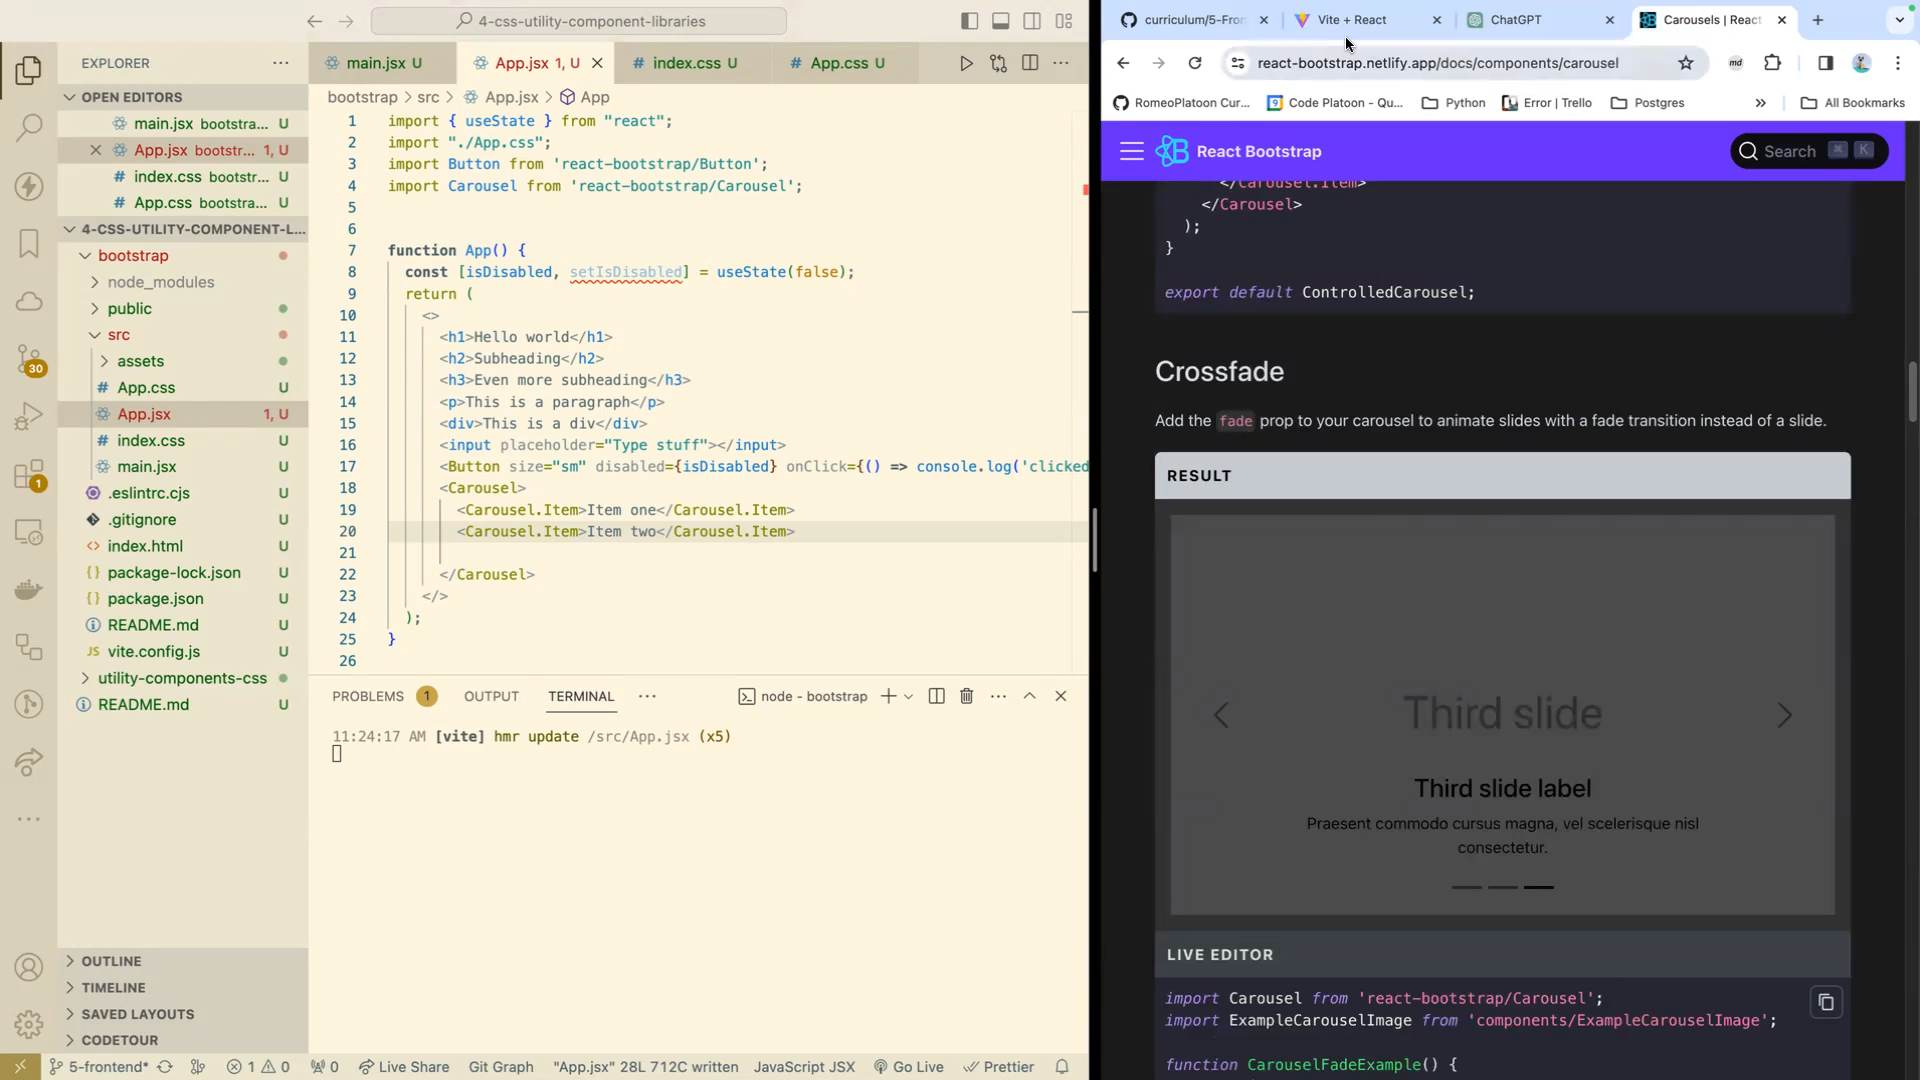 4-css-utility-component-libraries
EXPLORER
OPEN EDITORS
main.jsx bootstra... U
App.jsx bootstr... 1, U
index.css bootstr... U
App.css bootstra... U
4-CSS-UTILITY-COMPONENT-L...
bootstrap
node_modules
public
src
assets
App.css U
App.jsx 1, U
index.css U
main.jsx U
.eslintrc.cjs U
.gitignore U
index.html U
package-lock.json U
package.json U
README.md U
vite.config.js U
utility-components-css
README.md U
OUTLINE
TIMELINE
SAVED LAYOUTS
CODETOUR
30
1
main.jsx U
App.jsx 1, U
index.css U
App.css U
bootstrap > src > App.jsx > App
1 import { useState } from "react";
2 import "./App.css";
3 import Button from 'react-bootstrap/Button';
4 import Carousel from 'react-bootstrap/Carousel';
5
6
7 function App() {
8 const [isDisabled, setIsDisabled] = useState(false);
9 return (
10 <>
11 <h1>Hello world</h1>
12 <h2>Subheading</h2>
13 <h3>Even more subheading</h3>
14 <p>This is a paragraph</p>
15 <div>This is a div</div>
16 <input placeholder="Type stuff"></input>
17 <Button size="sm" disabled={isDisabled} onClick={() => console.log('clicked
18 <Carousel>
19 <Carousel.Item>Item one</Carousel.Item>
20 <Carousel.Item>Item two</Carousel.Item>
21
22 </Carousel>
23 </>
24 );
25 }
26
PROBLEMS 1 OUTPUT TERMINAL ... node - bootstrap
11:24:17 AM [vite] hmr update /src/App.jsx (x5)
5-frontend* 1 0 0 Live Share Git Graph "App.jsx" 28L 712C written JavaScript JSX Go Live Prettier
curriculum/5-Fron
Vite + React
ChatGPT
Carousels | React
react-bootstrap.netlify.app/docs/components/carousel
md
RomeoPlatoon Cur...
Code Platoon - Qu...
Python
Error | Trello
Postgres
»
All Bookmarks
React Bootstrap
Search ⌘ K
</Carousel.Item>
</Carousel>
);
}
export default ControlledCarousel;
Crossfade
Add the fade prop to your carousel to animate slides with a fade transition instead of a slide.
RESULT
Third slide
Third slide label
Praesent commodo cursus magna, vel scelerisque nisl
consectetur.
LIVE EDITOR
import Carousel from 'react-bootstrap/Carousel';
import ExampleCarouselImage from 'components/ExampleCarouselImage';
function CarouselFadeExample() {